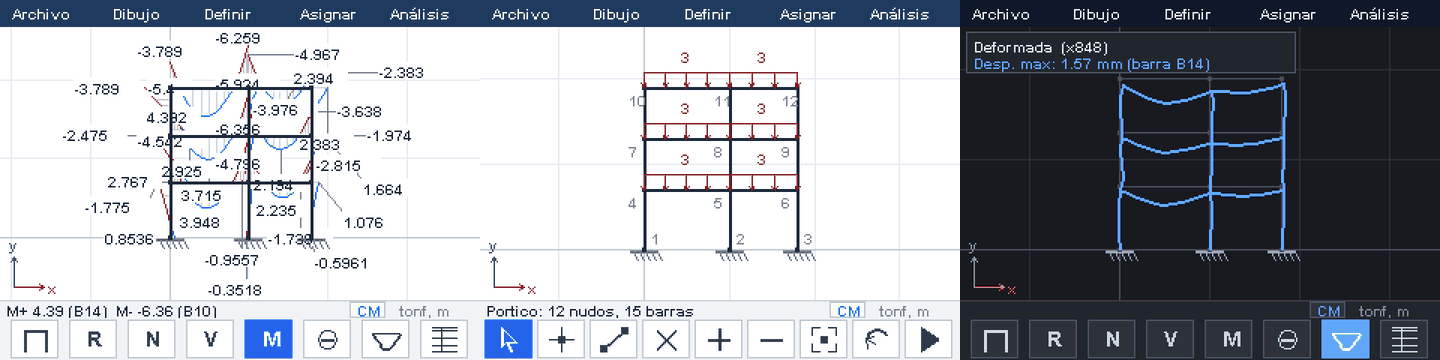 Archivo Dibujo Definir Asignar Análisis
-6.259
-3.789
-4.967
-2.383
2.394
-5.924
-3.789
-5.4
-3.976
-3.638
4.392
-6.356
-2.475
-1.974
-4.542
2.383
-4.796
-2.815
2.925
2.767
2.194
1.664
3.715
-1.775
2.235
3.948
1.076
0.8536
-1.739
-0.9557
-0.5961
-0.3518
y
x
M+ 4.39 (B14) M- -6.36 (B10) CM tonf, m
R N V M
Archivo Dibujo Definir Asignar Análisis
3 3
10 11 12
3 3
7 8 9
3 3
4 5 6
1 2 3
y
x
Portico: 12 nudos, 15 barras CM tonf, m
Archivo Dibujo Definir Asignar Análisis
Deformada (x848)
Desp. max: 1.57 mm (barra B14)
y
x
CM tonf, m
R N V M